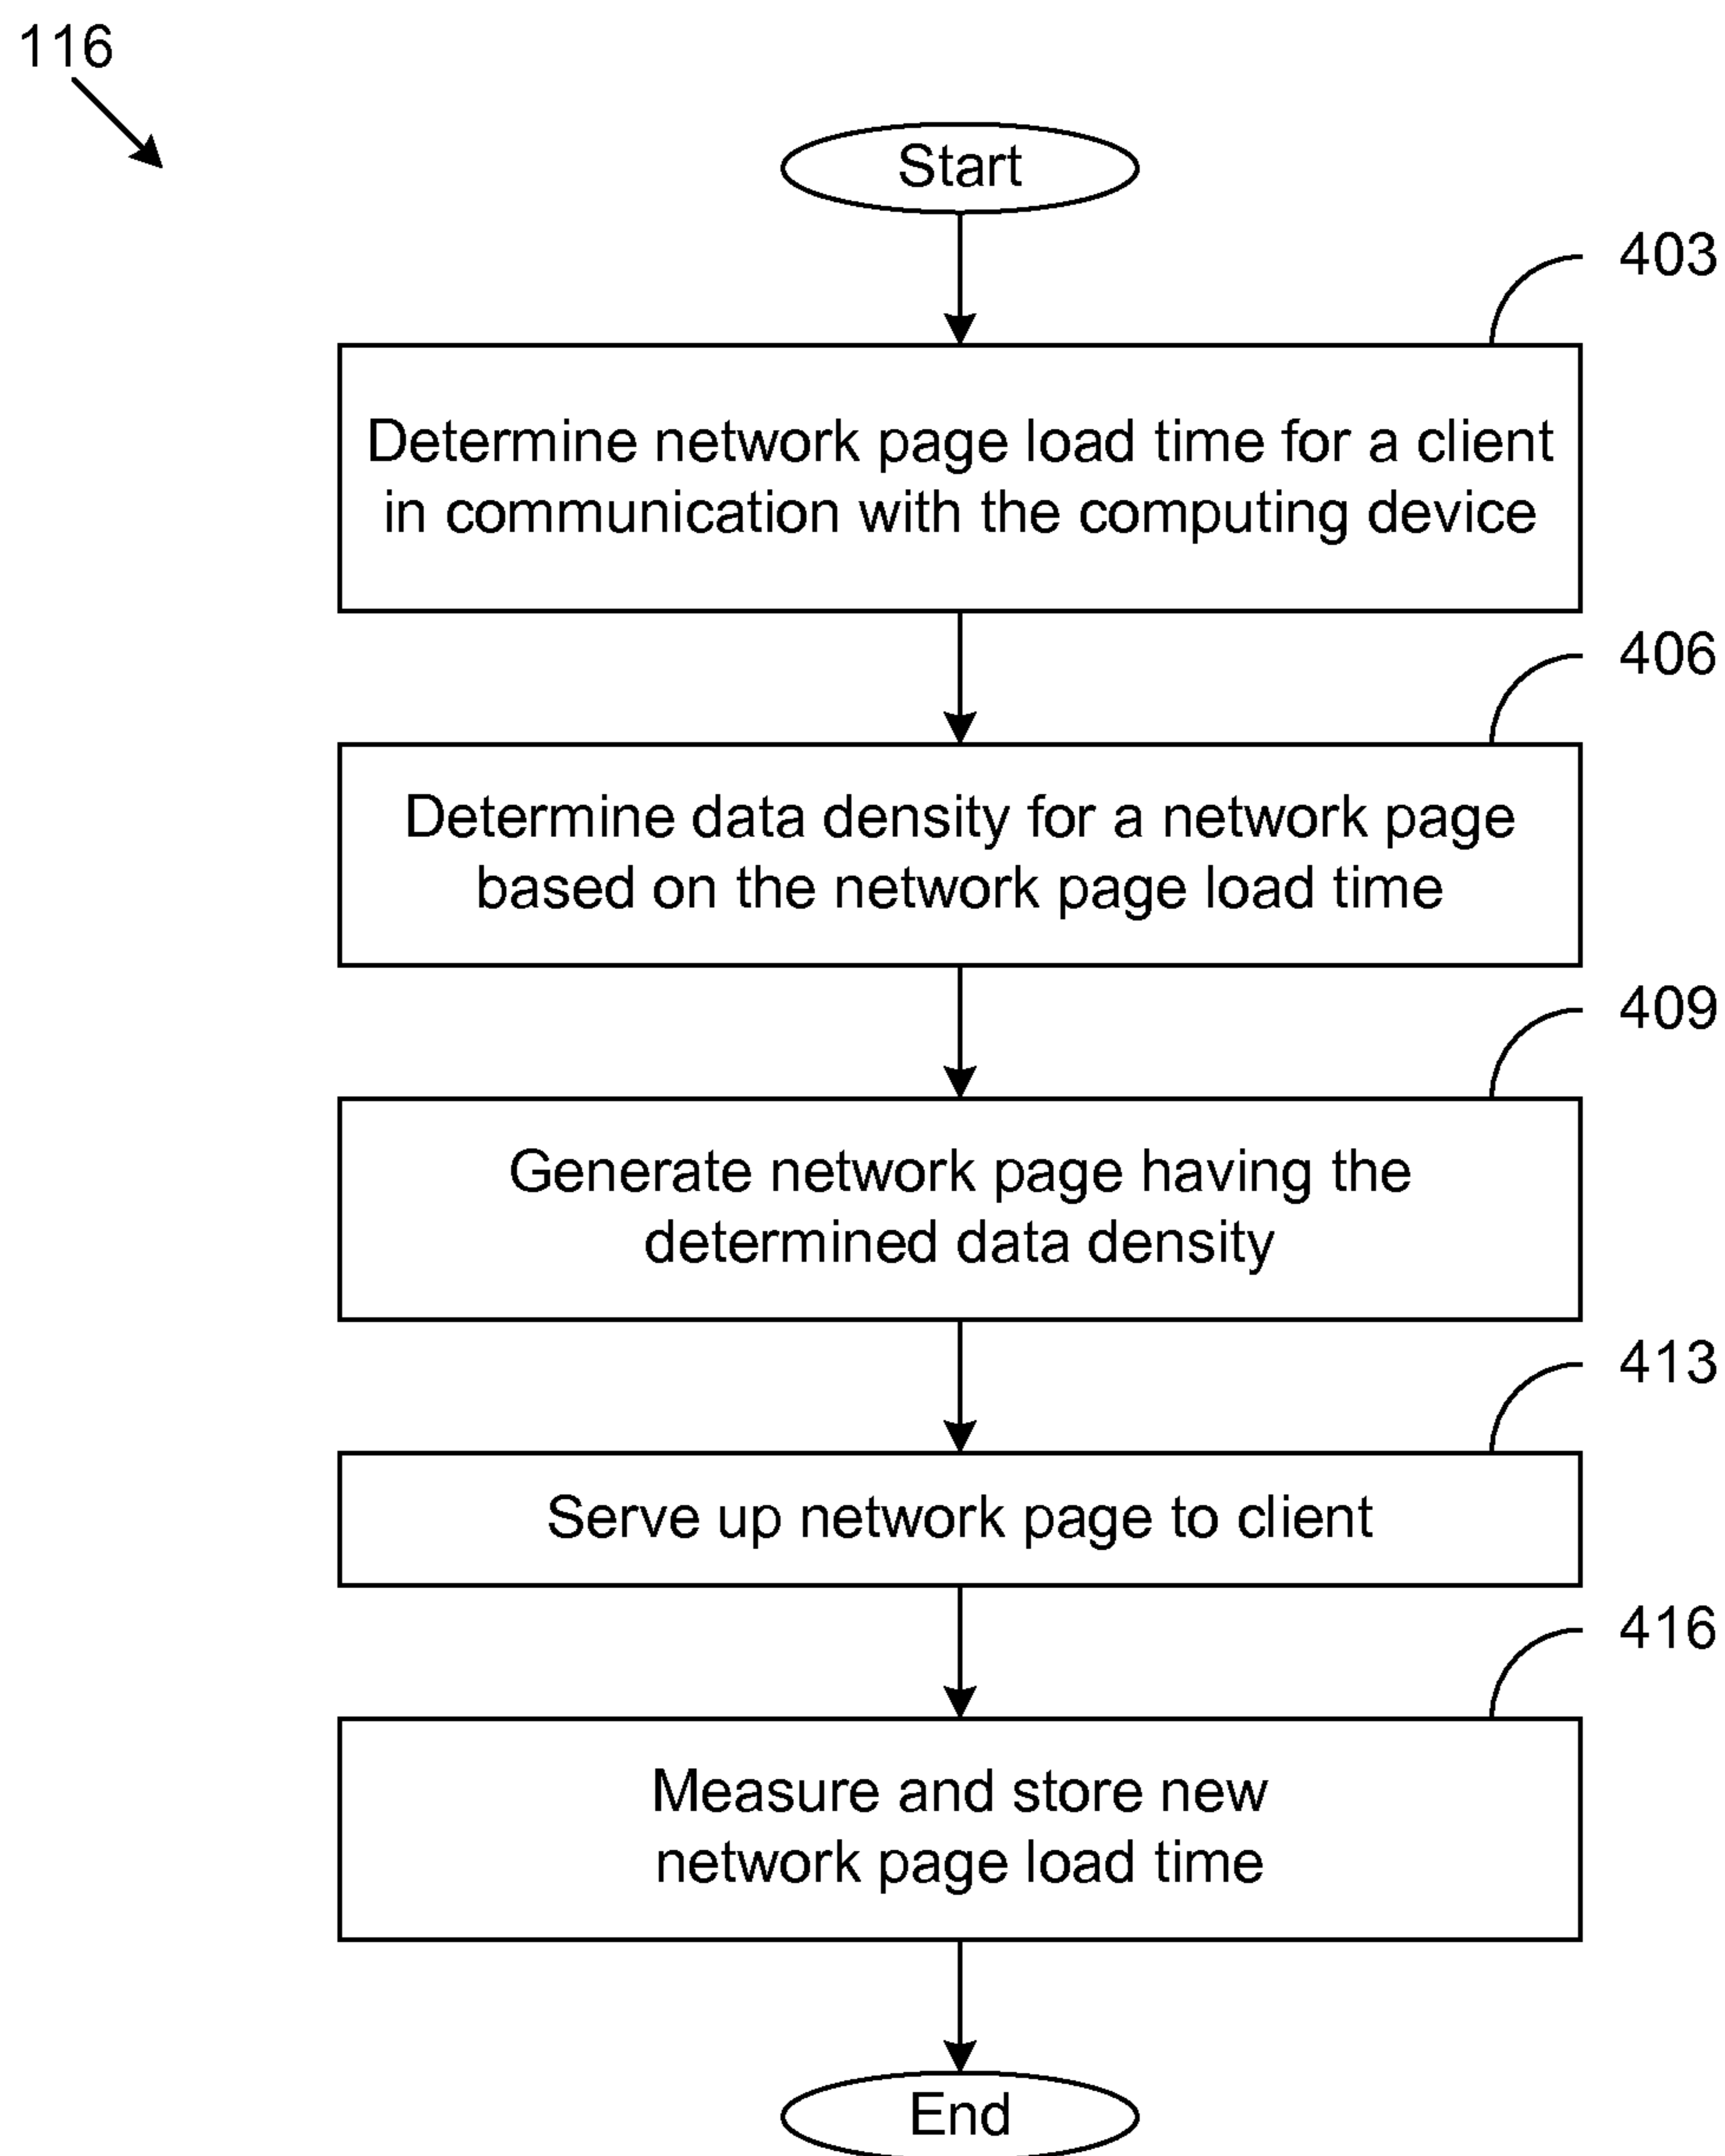 116
Start
403
Determine network page load time for a client
in communication with the computing device
406
Determine data density for a network page
based on the network page load time
409
Generate network page having the
determined data density
413
Serve up network page to client
416
Measure and store new
network page load time
End